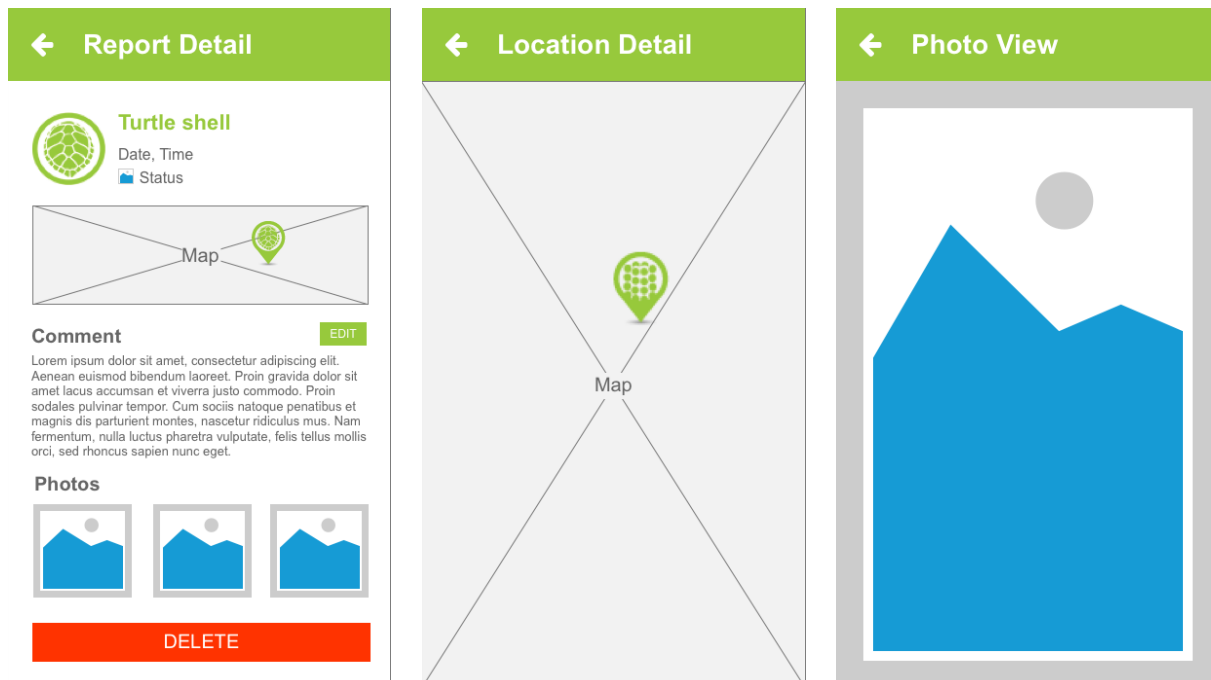 Report Detail
Turtle shell
Date, Time
Status
Map
Comment
EDIT
Lorem ipsum dolor sit amet, consectetur adipiscing elit.
Aenean euismod bibendum laoreet. Proin gravida dolor sit
amet lacus accumsan et viverra justo commodo. Proin
sodales pulvinar tempor. Cum sociis natoque penatibus et
magnis dis parturient montes, nascetur ridiculus mus. Nam
fermentum, nulla luctus pharetra vulputate, felis tellus mollis
orci, sed rhoncus sapien nunc eget.
Photos
DELETE
Location Detail
Map
Photo View